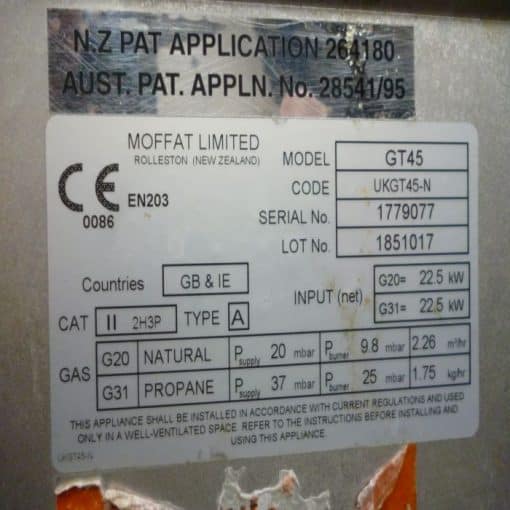 N.Z PAT APPLICATION 264180
AUST. PAT. APPLN. No. 28541/95
MOFFAT LIMITED
ROLLESTON (NEW ZEALAND)
CE EN203
0086
MODEL GT45
CODE UKGT45-N
SERIAL No. 1779077
LOT No. 1851017
Countries GB & IE
INPUT (net) G20= 22.5 kW
G31= 22.5 kW
CAT II 2H3P TYPE A
GAS G20 NATURAL P supply 20 mbar P burner 9.8 mbar 2.26 m³/hr
G31 PROPANE P supply 37 mbar P burner 25 mbar 1.75 kg/hr
THIS APPLIANCE SHALL BE INSTALLED IN ACCORDANCE WITH CURRENT REGULATIONS AND USED
ONLY IN A WELL-VENTILATED SPACE. REFER TO THE INSTRUCTIONS BEFORE INSTALLING AND
USING THIS APPLIANCE.
UKGT45-N